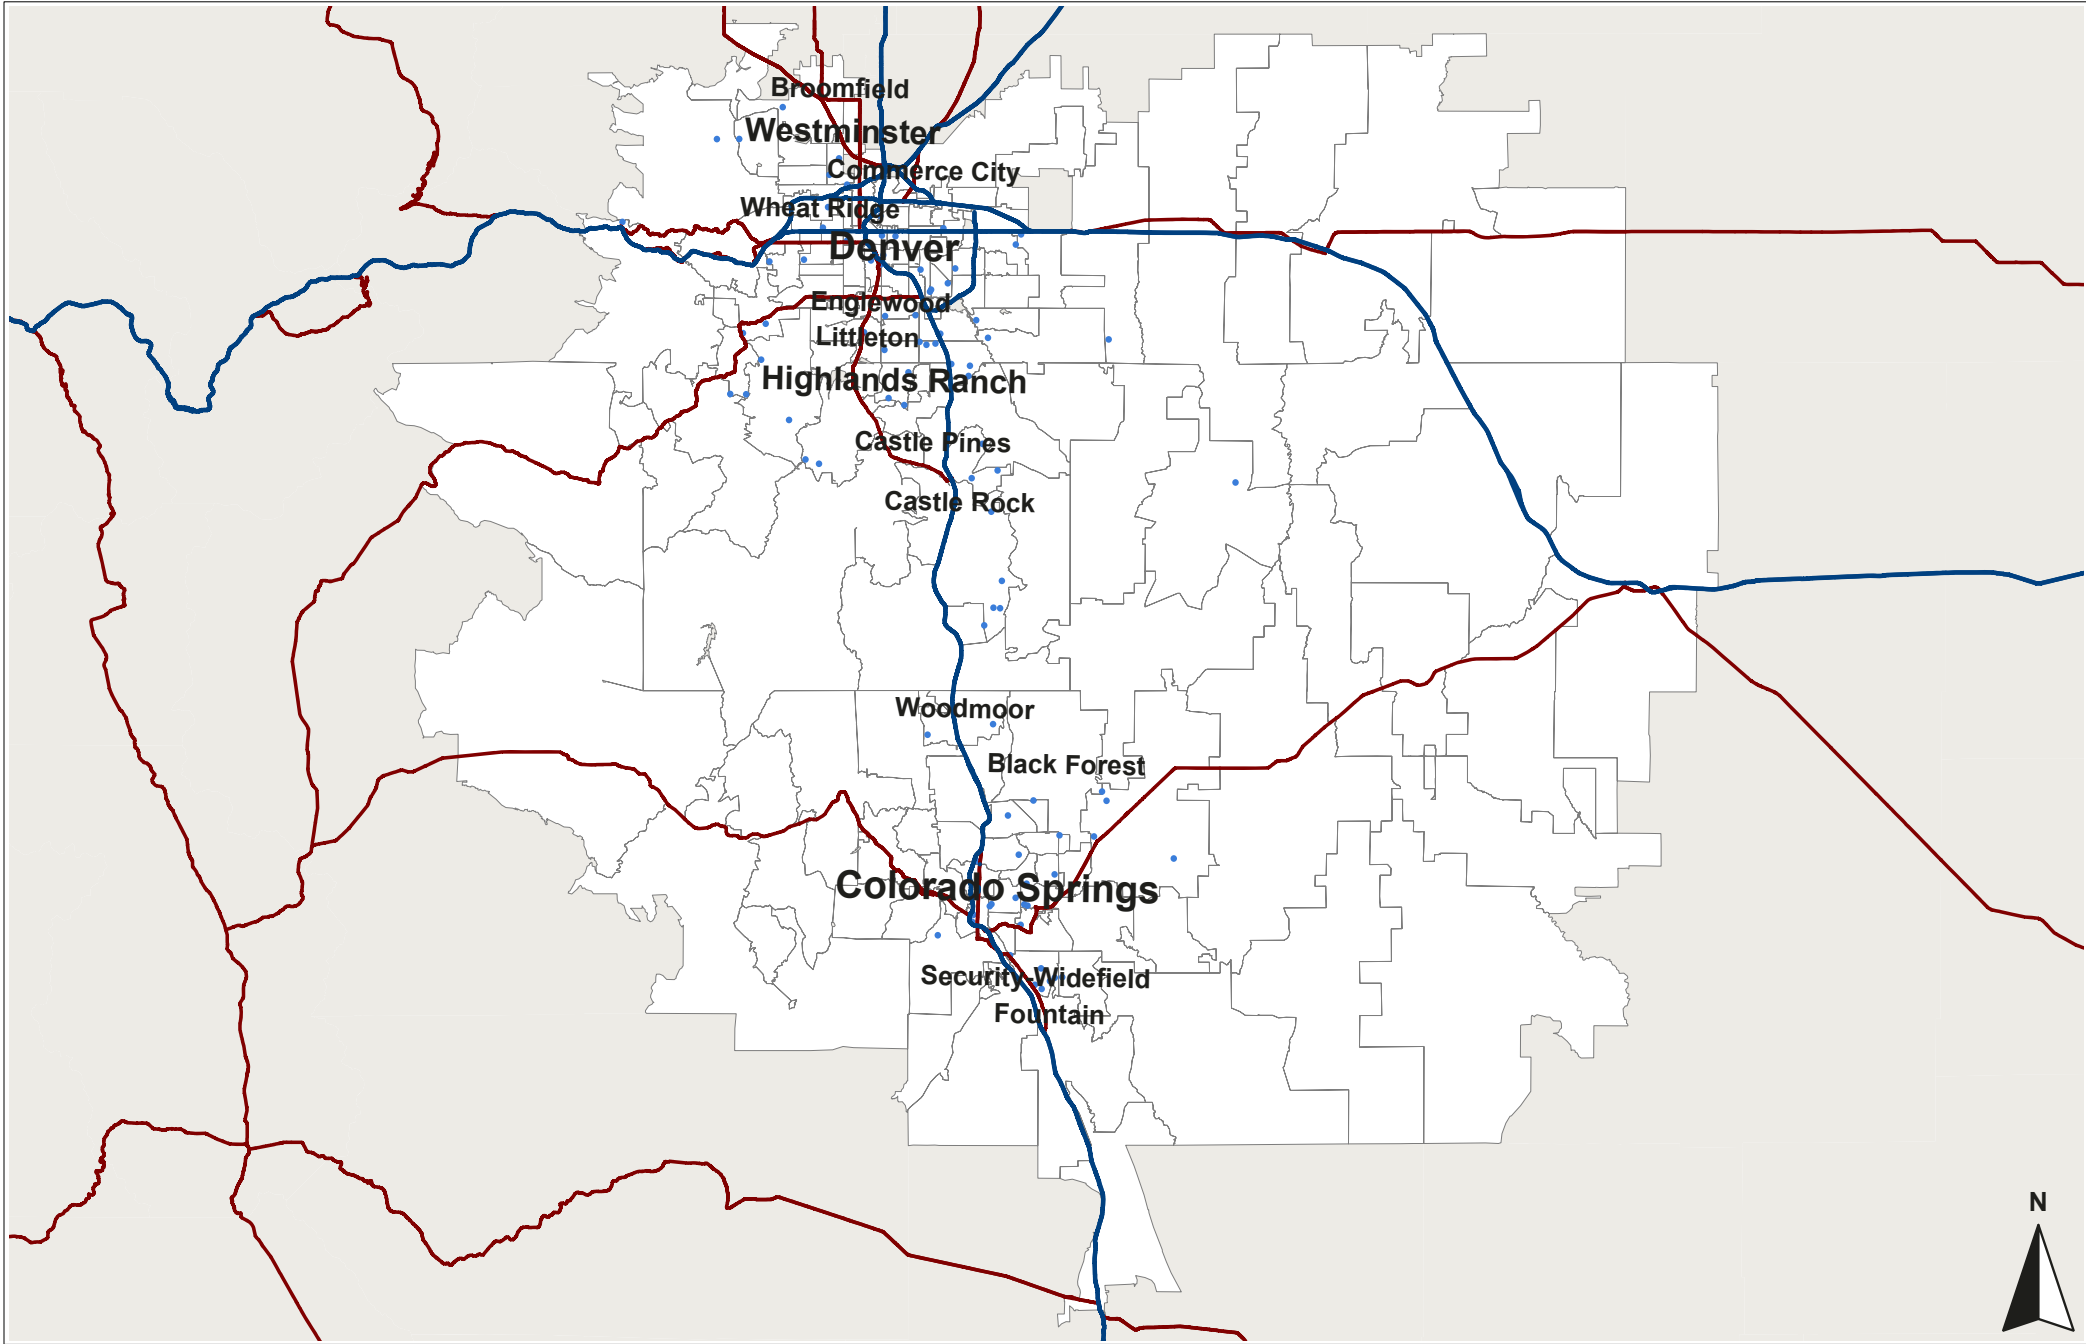 Broomfield
Westminster
Commerce City
Wheat Ridge
Denver
Englewood
Littleton
Highlands Ranch
Castle Pines
Castle Rock
Woodmoor
Black Forest
Colorado Springs
Security-Widefield
Fountain
N